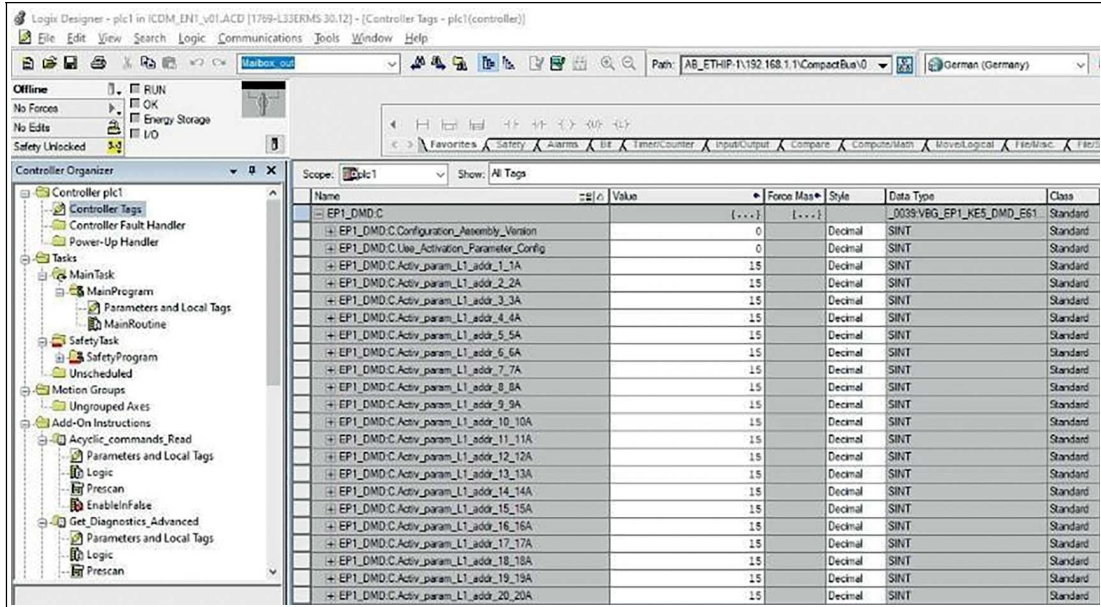 Logix Designer - plc1 in ICDM_EN1_v01.ACD [1769-L33ERMS 30.12] - [Controller Tags - plc1(controller)]
File Edit View Search Logic Communications Tools Window Help
Mailbox_out Path: AB_ETHIP-1\192.168.1.1\CompactBus\0 German (Germany)
Offline RUN
No Forces OK
No Edits Energy Storage
Safety Unlocked I/O
Favorites Safety Alarms Bit Timer/Counter Input/Output Compare Compute/Math Move/Logical File/Misc. File/S
Controller Organizer
Scope: plc1 Show: All Tags
Controller plc1
Controller Tags
Controller Fault Handler
Power-Up Handler
Tasks
MainTask
MainProgram
Parameters and Local Tags
MainRoutine
SafetyTask
SafetyProgram
Unscheduled
Motion Groups
Ungrouped Axes
Add-On Instructions
Acyclic_commands_Read
Parameters and Local Tags
Logic
Prescan
EnableInFalse
Get_Diagnostics_Advanced
Parameters and Local Tags
Logic
Prescan
Name Value Force Mas Style Data Type Class
EP1_DMD:C {...} {...} _0039:VBG_EP1_KE5_DMD_E61... Standard
EP1_DMD:C.Configuration_Assembly_Version 0 Decimal SINT Standard
EP1_DMD:C.Use_Activation_Parameter_Config 0 Decimal SINT Standard
EP1_DMD:C.Activ_param_L1_addr_1_1A 15 Decimal SINT Standard
EP1_DMD:C.Activ_param_L1_addr_2_2A 15 Decimal SINT Standard
EP1_DMD:C.Activ_param_L1_addr_3_3A 15 Decimal SINT Standard
EP1_DMD:C.Activ_param_L1_addr_4_4A 15 Decimal SINT Standard
EP1_DMD:C.Activ_param_L1_addr_5_5A 15 Decimal SINT Standard
EP1_DMD:C.Activ_param_L1_addr_6_6A 15 Decimal SINT Standard
EP1_DMD:C.Activ_param_L1_addr_7_7A 15 Decimal SINT Standard
EP1_DMD:C.Activ_param_L1_addr_8_8A 15 Decimal SINT Standard
EP1_DMD:C.Activ_param_L1_addr_9_9A 15 Decimal SINT Standard
EP1_DMD:C.Activ_param_L1_addr_10_10A 15 Decimal SINT Standard
EP1_DMD:C.Activ_param_L1_addr_11_11A 15 Decimal SINT Standard
EP1_DMD:C.Activ_param_L1_addr_12_12A 15 Decimal SINT Standard
EP1_DMD:C.Activ_param_L1_addr_13_13A 15 Decimal SINT Standard
EP1_DMD:C.Activ_param_L1_addr_14_14A 15 Decimal SINT Standard
EP1_DMD:C.Activ_param_L1_addr_15_15A 15 Decimal SINT Standard
EP1_DMD:C.Activ_param_L1_addr_16_16A 15 Decimal SINT Standard
EP1_DMD:C.Activ_param_L1_addr_17_17A 15 Decimal SINT Standard
EP1_DMD:C.Activ_param_L1_addr_18_18A 15 Decimal SINT Standard
EP1_DMD:C.Activ_param_L1_addr_19_19A 15 Decimal SINT Standard
EP1_DMD:C.Activ_param_L1_addr_20_20A 15 Decimal SINT Standard